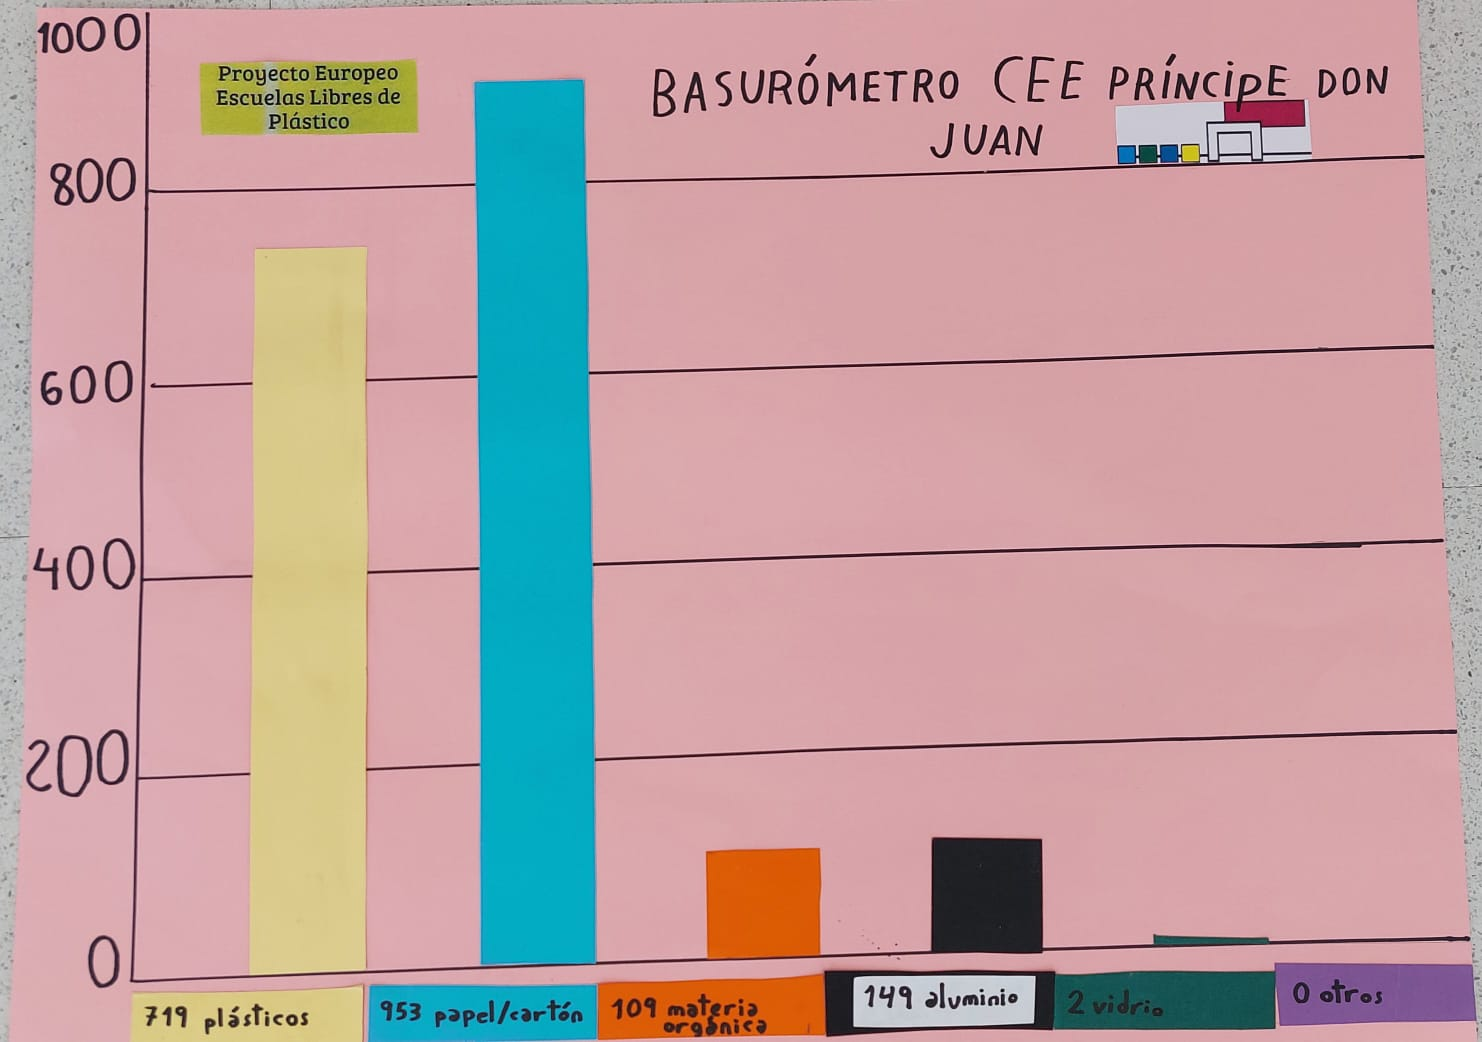 1000
Proyecto Europeo
Escuelas Libres de
Plástico
BASURÓMETRO CEE PRÍNCIPE DON
JUAN
800
600
400
200
0
719 plásticos
953 papel/cartón
109 materia
orgánica
149 aluminio
2 vidrio
0 otros